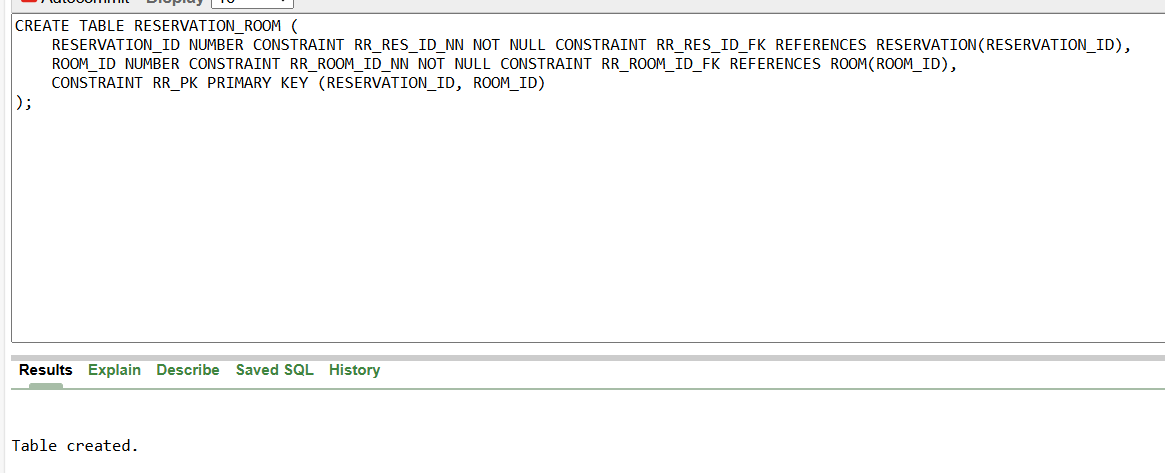 Autocommit Display 10
CREATE TABLE RESERVATION_ROOM (
    RESERVATION_ID NUMBER CONSTRAINT RR_RES_ID_NN NOT NULL CONSTRAINT RR_RES_ID_FK REFERENCES RESERVATION(RESERVATION_ID),
    ROOM_ID NUMBER CONSTRAINT RR_ROOM_ID_NN NOT NULL CONSTRAINT RR_ROOM_ID_FK REFERENCES ROOM(ROOM_ID),
    CONSTRAINT RR_PK PRIMARY KEY (RESERVATION_ID, ROOM_ID)
);
Results Explain Describe Saved SQL History
Table created.